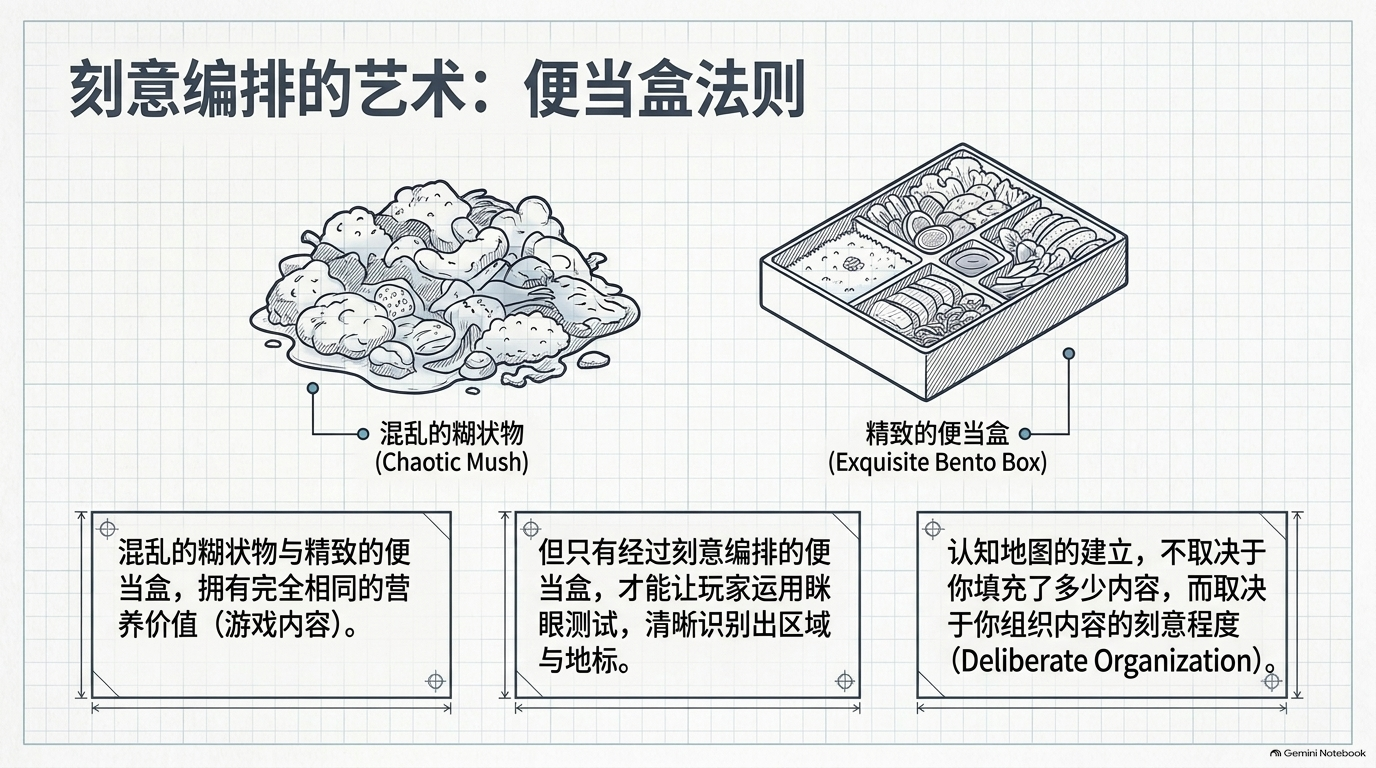 刻意编排的艺术：便当盒法则
混乱的糊状物
(Chaotic Mush)
精致的便当盒
(Exquisite Bento Box)
混乱的糊状物与精致的便
当盒，拥有完全相同的营
养价值（游戏内容）。
但只有经过刻意编排的便
当盒，才能让玩家运用眯
眼测试，清晰识别出区域
与地标。
认知地图的建立，不取决于
你填充了多少内容，而取决
于你组织内容的刻意程度
（Deliberate Organization）。
Gemini Notebook